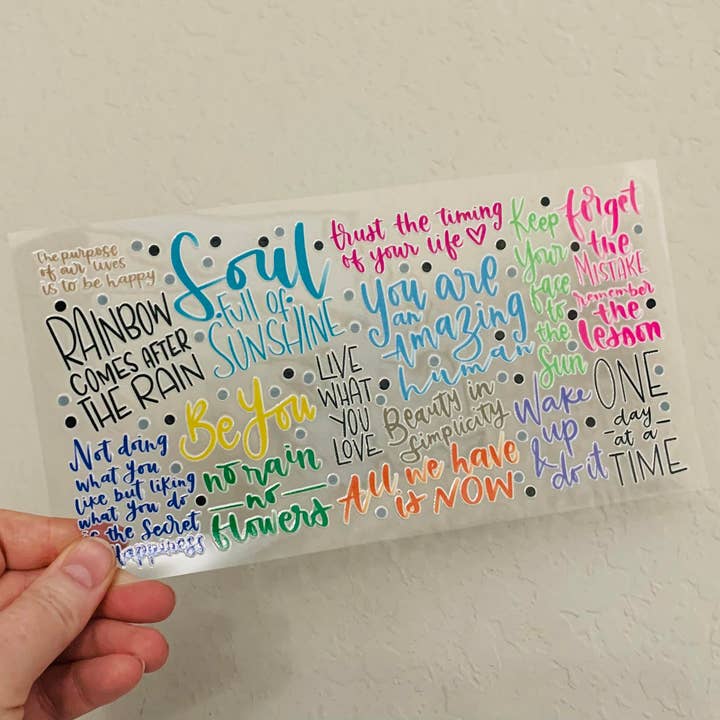 the purpose
of our lives
is to be happy
RAINBOW
COMES AFTER
THE RAIN
Not doing
what you
like but liking
what you do
is the Secret
Happiness
Soul
FULL OF
SUNSHINE
Be You
no rain
no
flowers
trust the timing
of your life
You are
an
Amazing
human
LIVE
WHAT
YOU
LOVE
Beauty in
simplicity
All we have
is NOW
Keep
Your
face
to
the
Sun
Wake
up
& do it
forget
the
MISTAKE
remember
the
lesson
ONE
-day-
at-a-
TIME